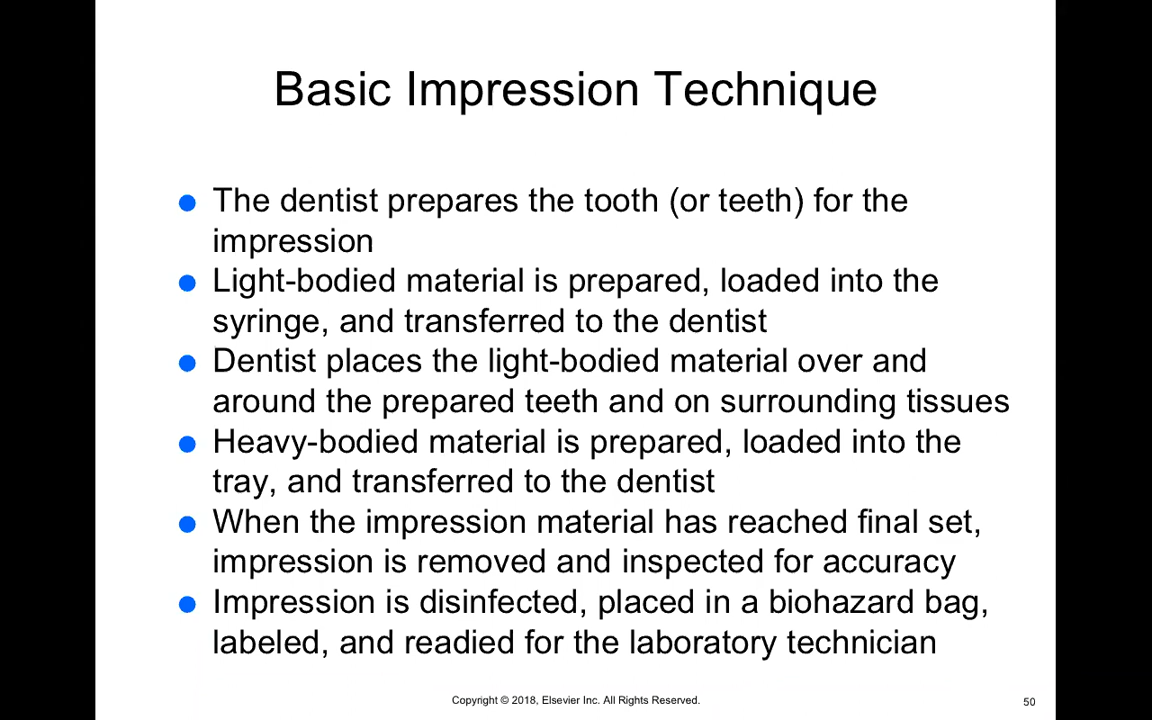 Basic Impression Technique
● The dentist prepares the tooth (or teeth) for the
impression
● Light-bodied material is prepared, loaded into the
syringe, and transferred to the dentist
● Dentist places the light-bodied material over and
around the prepared teeth and on surrounding tissues
● Heavy-bodied material is prepared, loaded into the
tray, and transferred to the dentist
● When the impression material has reached final set,
impression is removed and inspected for accuracy
● Impression is disinfected, placed in a biohazard bag,
labeled, and readied for the laboratory technician
Copyright © 2018, Elsevier Inc. All Rights Reserved.
50